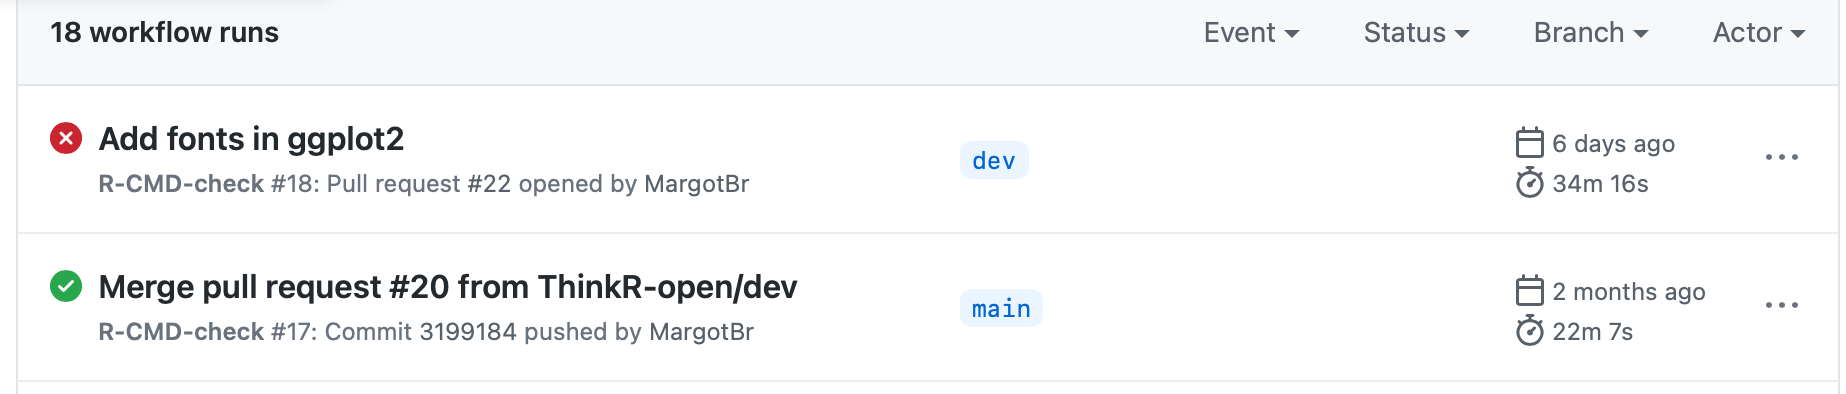 18 workflow runs Event Status Branch Actor
Add fonts in ggplot2
R-CMD-check #18: Pull request #22 opened by MargotBr
dev
6 days ago
34m 16s
Merge pull request #20 from ThinkR-open/dev
R-CMD-check #17: Commit 3199184 pushed by MargotBr
main
2 months ago
22m 7s